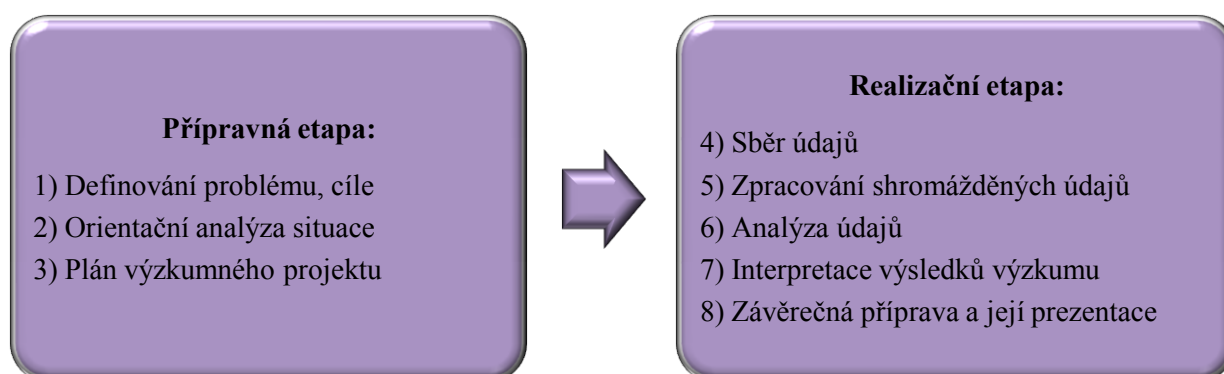 Přípravná etapa:
1) Definování problému, cíle
2) Orientační analýza situace
3) Plán výzkumného projektu
Realizační etapa:
4) Sběr údajů
5) Zpracování shromážděných údajů
6) Analýza údajů
7) Interpretace výsledků výzkumu
8) Závěrečná příprava a její prezentace